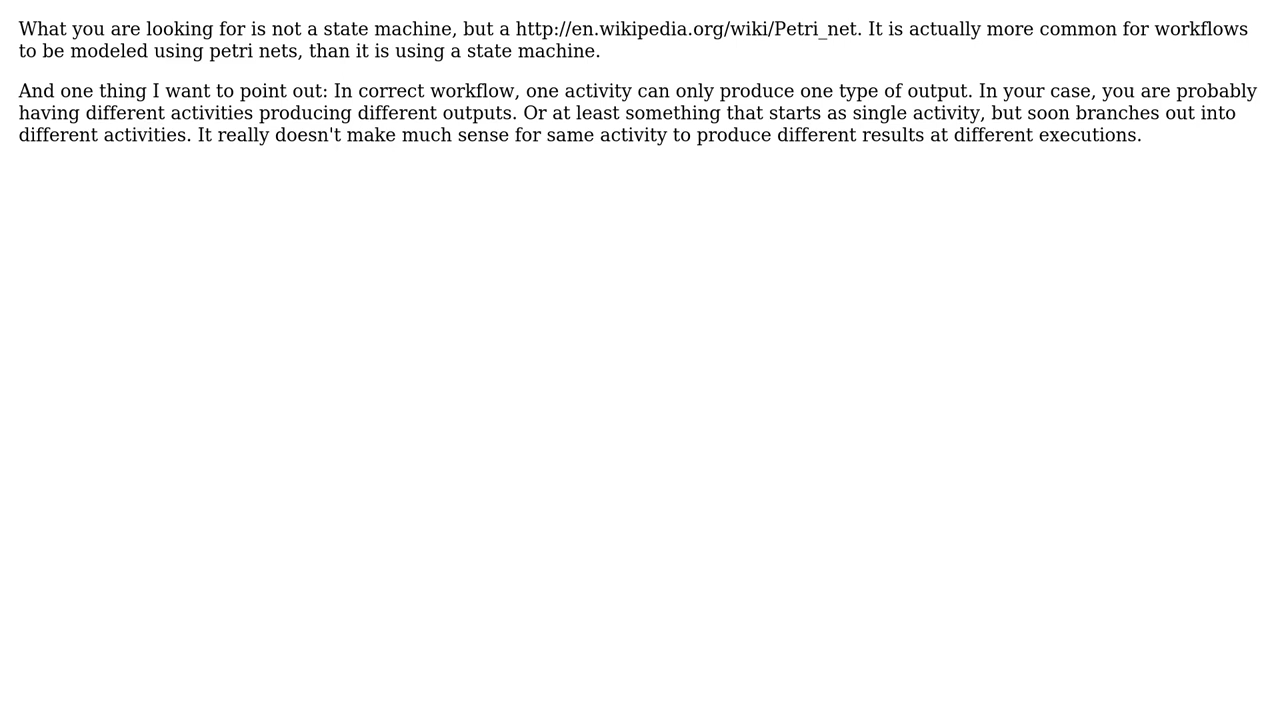 What you are looking for is not a state machine, but a http://en.wikipedia.org/wiki/Petri_net. It is actually more common for workflows
to be modeled using petri nets, than it is using a state machine.
And one thing I want to point out: In correct workflow, one activity can only produce one type of output. In your case, you are probably
having different activities producing different outputs. Or at least something that starts as single activity, but soon branches out into
different activities. It really doesn't make much sense for same activity to produce different results at different executions.